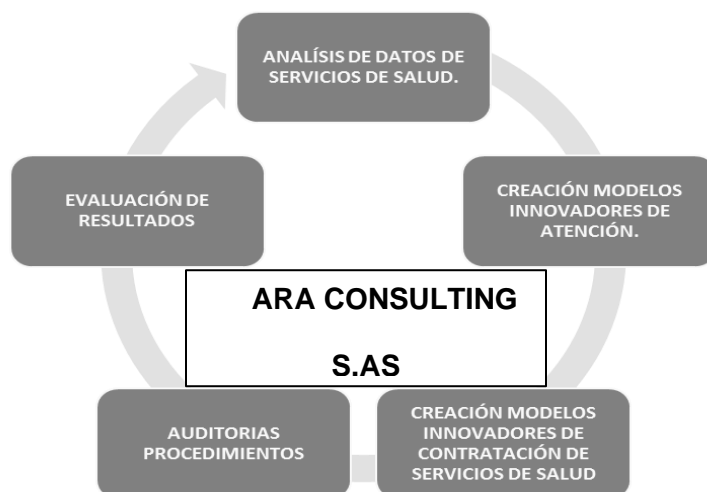 ANALÍSIS DE DATOS DE
SERVICIOS DE SALUD.
CREACIÓN MODELOS
INNOVADORES DE
ATENCIÓN.
CREACIÓN MODELOS
INNOVADORES DE
CONTRATACIÓN DE
SERVICIOS DE SALUD
AUDITORIAS
PROCEDIMIENTOS
EVALUACIÓN DE
RESULTADOS
ARA CONSULTING
S.AS